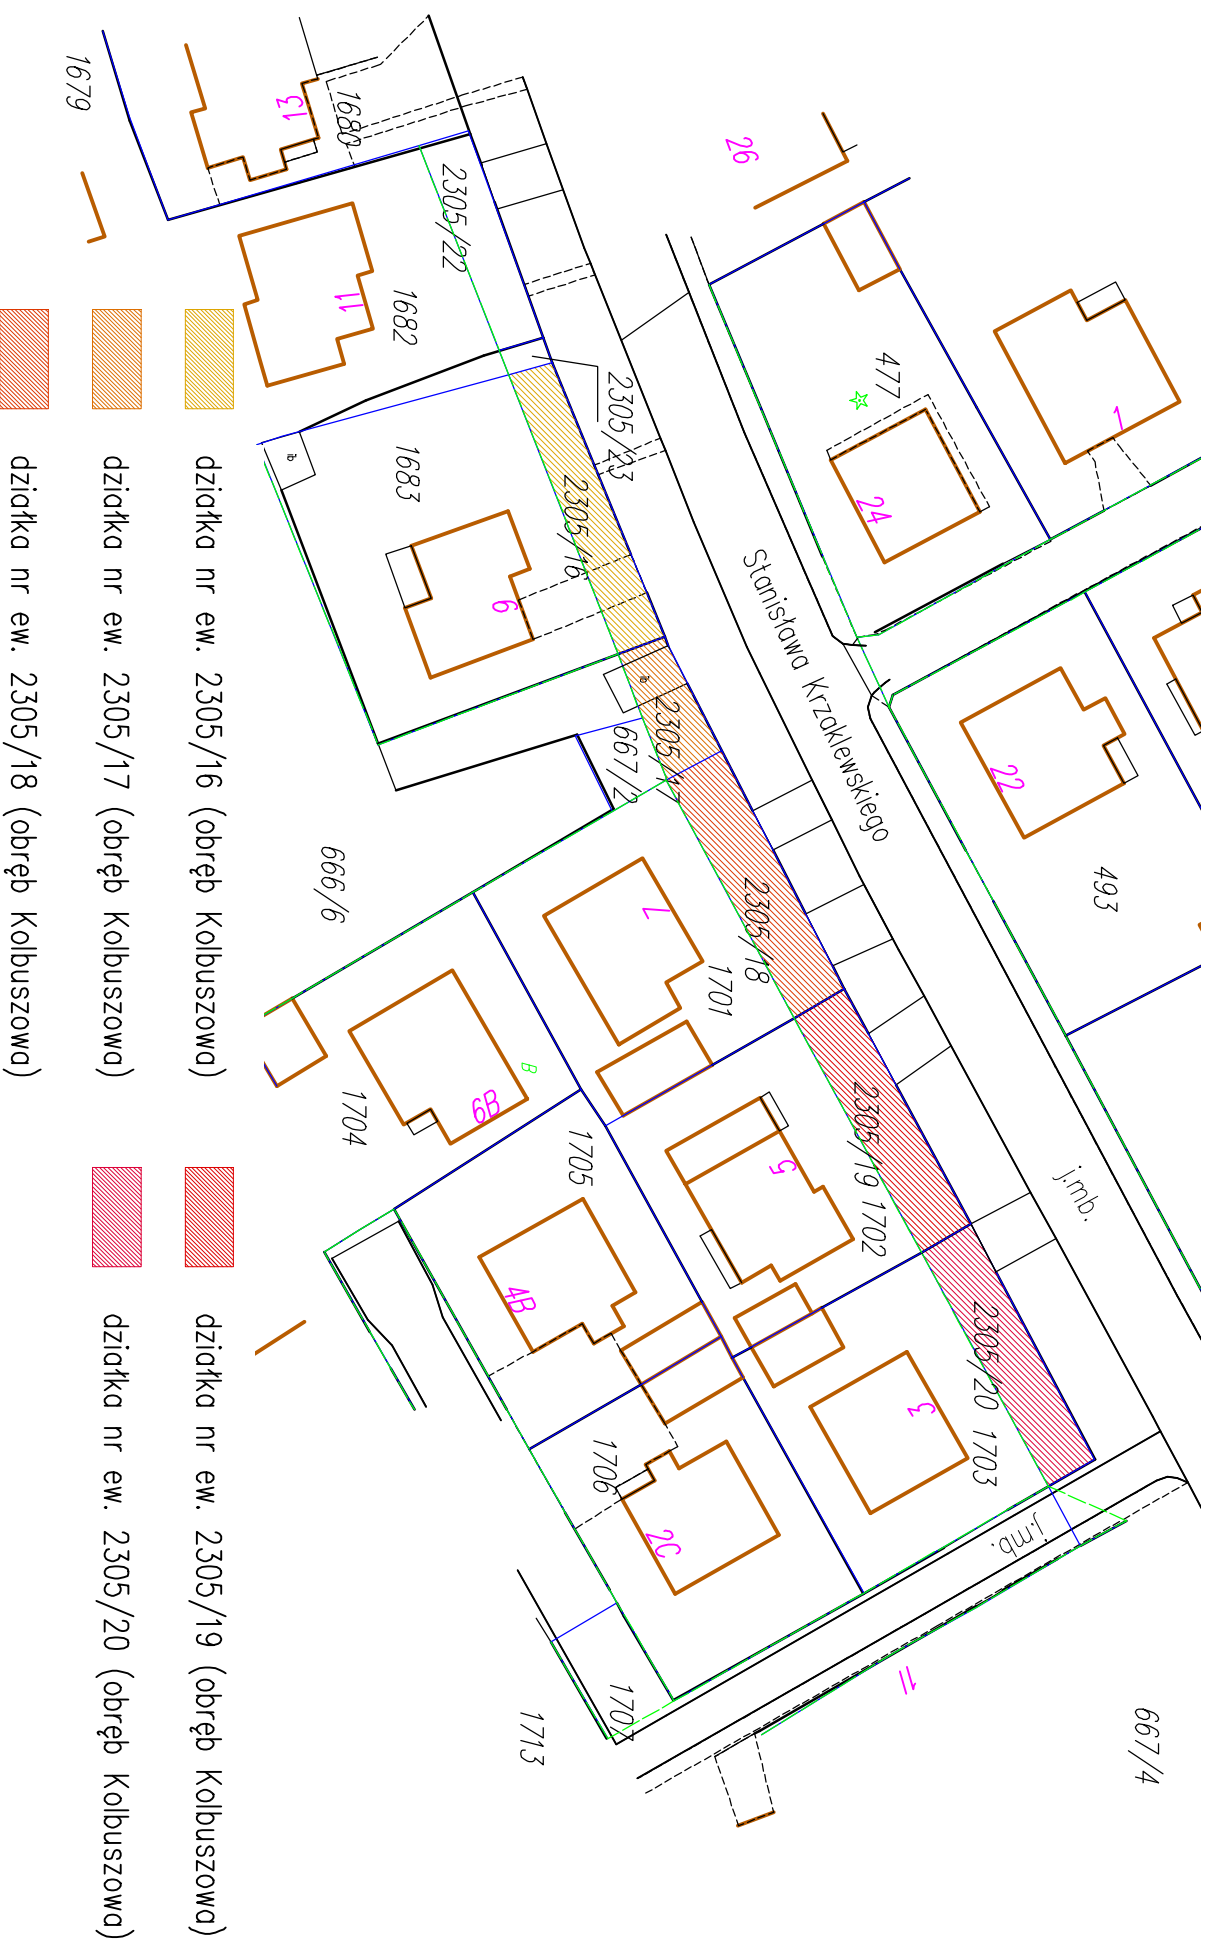 667/4
1
493
j.mb.
22
j.mb.
1703
477
24
3
2305/20
Stanisława Krzaklewskiego
1702
2305/19
5
26
2305/18
1701
7
2305/17
667/2
ib
2C
1707
2305/23
1706
2305/16
1705
B
1713
9
4B
6B
2305/22
1683
1682
1704
11
1680
666/6
13
ib
1679
działka nr ew. 2305/16 (obręb Kolbuszowa)
działka nr ew. 2305/17 (obręb Kolbuszowa)
działka nr ew. 2305/18 (obręb Kolbuszowa)
działka nr ew. 2305/19 (obręb Kolbuszowa)
działka nr ew. 2305/20 (obręb Kolbuszowa)